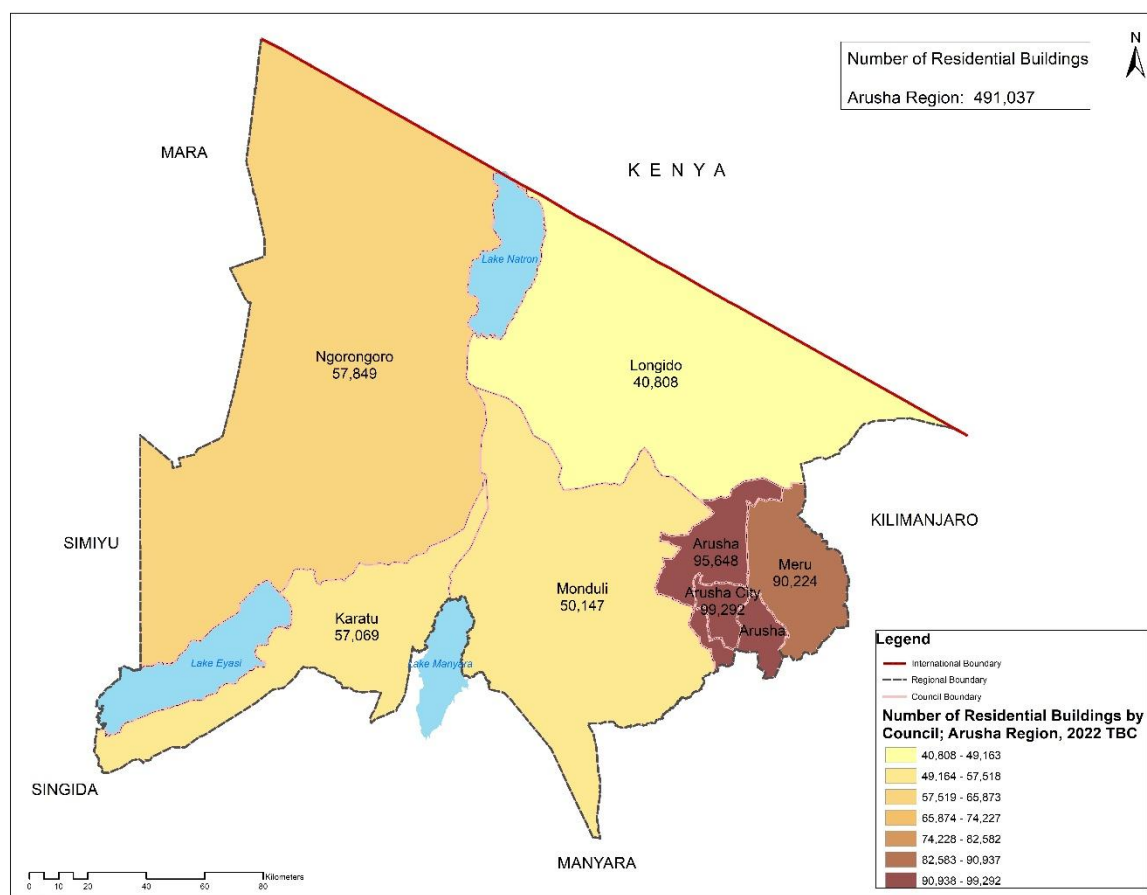 Number of Residential Buildings
Arusha Region: 491,037
N
MARA
KENYA
Lake Natron
Ngorongoro
57,849
Longido
40,808
KILIMANJARO
SIMIYU
Arusha
95,648
Meru
90,224
Arusha City
99,292
Arusha
Monduli
50,147
Karatu
57,069
Lake Eyasi
Lake Manyara
SINGIDA
MANYARA
Legend
International Boundary
Regional Boundary
Council Boundary
Number of Residential Buildings by
Council; Arusha Region, 2022 TBC
40,808 - 49,163
49,164 - 57,518
57,519 - 65,873
65,874 - 74,227
74,228 - 82,582
82,583 - 90,937
90,938 - 99,292
Kilometers
0 10 20 40 60 80